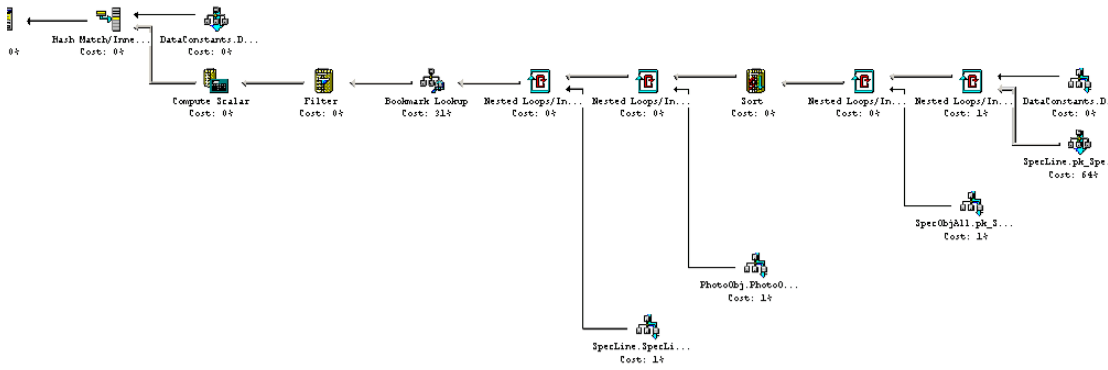 0%
Hash Match/Inne...
Cost: 0%
DataConstants.D...
Cost: 0%
Compute Scalar
Cost: 0%
Filter
Cost: 0%
Bookmark Lookup
Cost: 31%
Nested Loops/In...
Cost: 0%
Nested Loops/In...
Cost: 0%
Sort
Cost: 0%
Nested Loops/In...
Cost: 0%
Nested Loops/In...
Cost: 1%
DataConstants.D
Cost: 0%
SpecLine.pk_Spe
Cost: 64%
SpecObjAll.pk_S...
Cost: 1%
PhotoObj.PhotoO...
Cost: 1%
SpecLine.SpecLi...
Cost: 1%